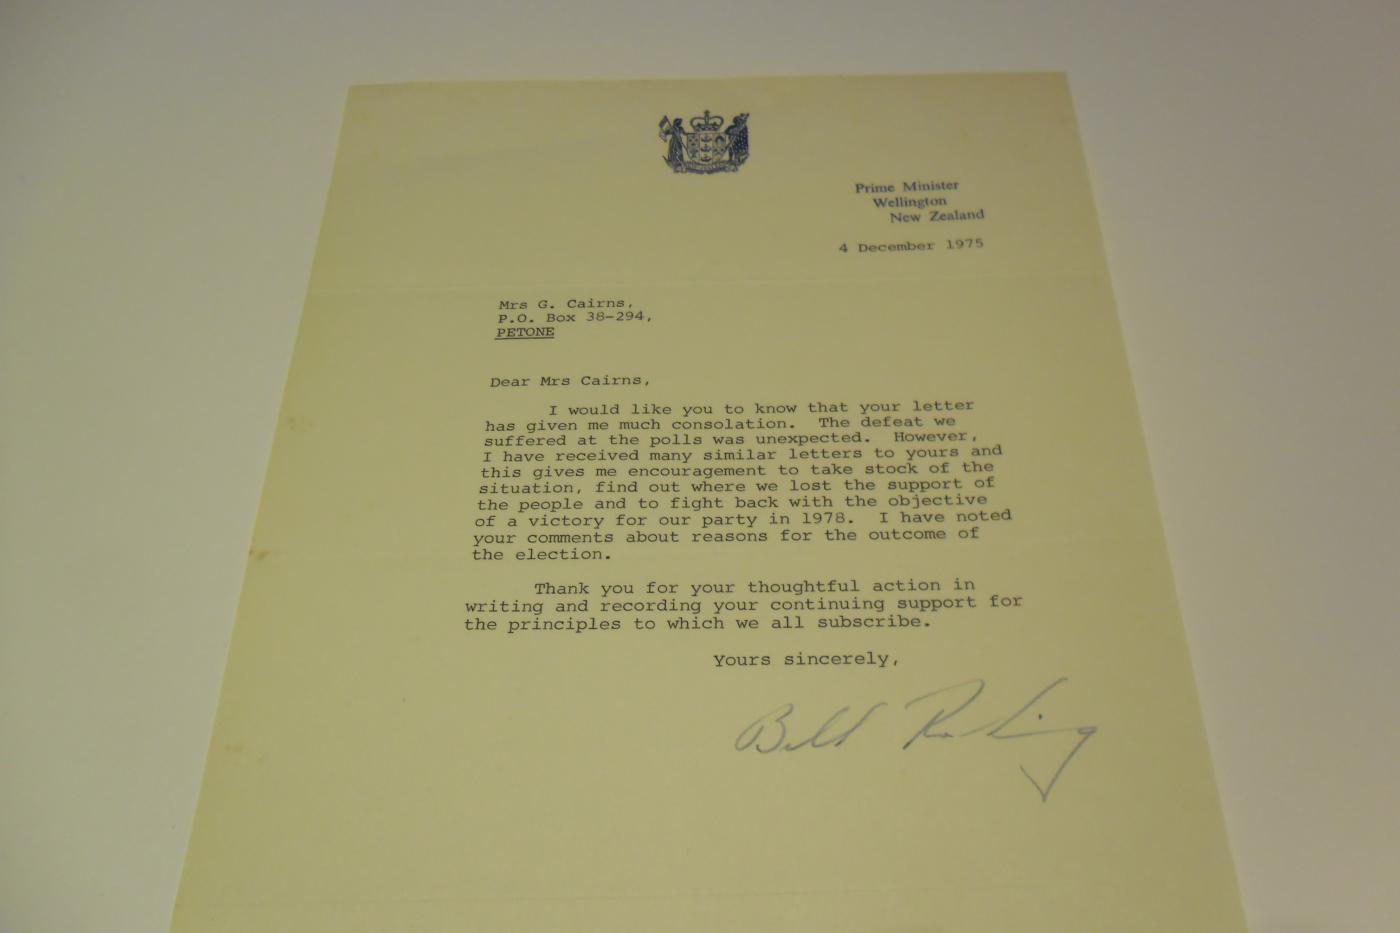 Prime Minister
Wellington
New Zealand
4 December 1975
Mrs G. Cairns,
P.O. Box 38-294,
PETONE
Dear Mrs Cairns,
I would like you to know that your letter
has given me much consolation. The defeat we
suffered at the polls was unexpected. However,
I have received many similar letters to yours and
this gives me encouragement to take stock of the
situation, find out where we lost the support of
the people and to fight back with the objective
of a victory for our party in 1978. I have noted
your comments about reasons for the outcome of
the election.
Thank you for your thoughtful action in
writing and recording your continuing support for
the principles to which we all subscribe.
Yours sincerely,
Bill Rowling